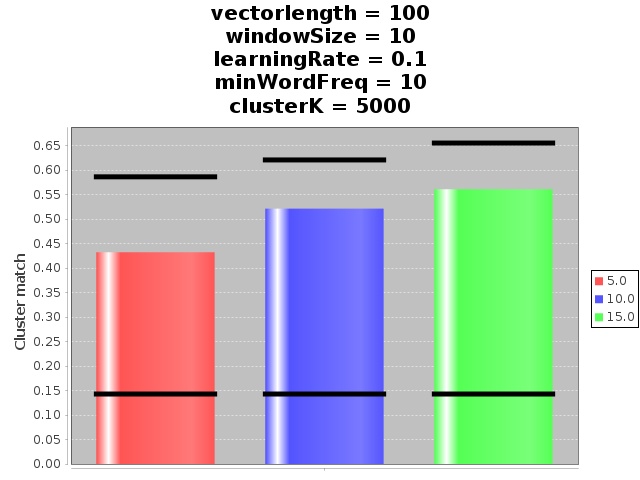 vectorlength = 100
windowSize = 10
learningRate = 0.1
minWordFreq = 10
clusterK = 5000
Cluster match
0.65
0.60
0.55
0.50
0.45
0.40
0.35
0.30
0.25
0.20
0.15
0.10
0.05
0.00
5.0
10.0
15.0